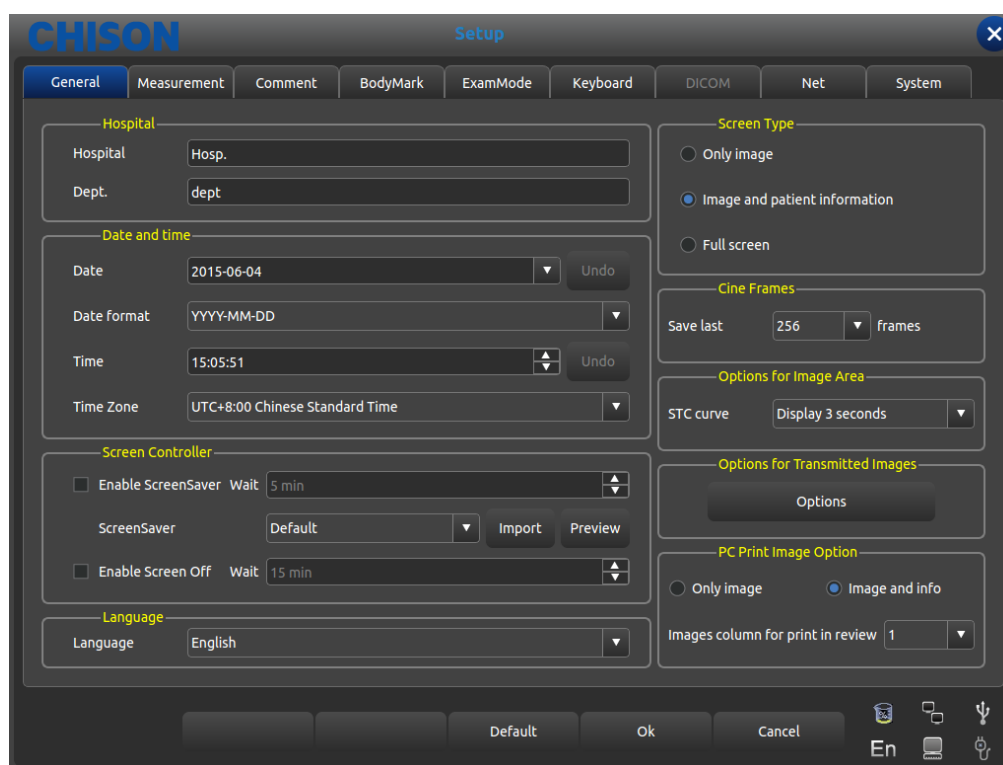 CHISON
Setup
General Measurement Comment BodyMark ExamMode Keyboard DICOM Net System
Hospital
Hospital Hosp.
Dept. dept
Date and time
Date 2015-06-04 Undo
Date format YYYY-MM-DD
Time 15:05:51 Undo
Time Zone UTC+8:00 Chinese Standard Time
Screen Controller
Enable ScreenSaver Wait 5 min
ScreenSaver Default Import Preview
Enable Screen Off Wait 15 min
Language
Language English
Screen Type
Only image
Image and patient information
Full screen
Cine Frames
Save last 256 frames
Options for Image Area
STC curve Display 3 seconds
Options for Transmitted Images
Options
PC Print Image Option
Only image Image and info
Images column for print in review 1
Default Ok Cancel
En